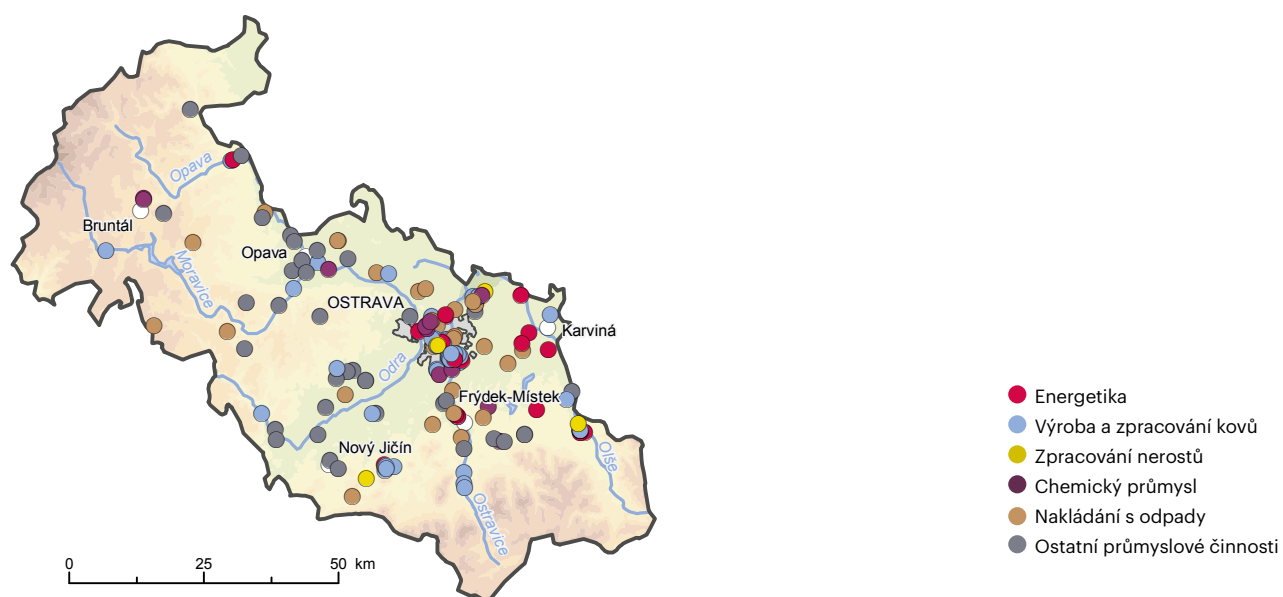 Opava
Bruntál
Opava
Moravice
OSTRAVA
Karviná
Odra
Frýdek-Místek
Nový Jičín
Olše
Ostravice
0 25 50 km
Energetika
Výroba a zpracování kovů
Zpracování nerostů
Chemický průmysl
Nakládání s odpady
Ostatní průmyslové činnosti